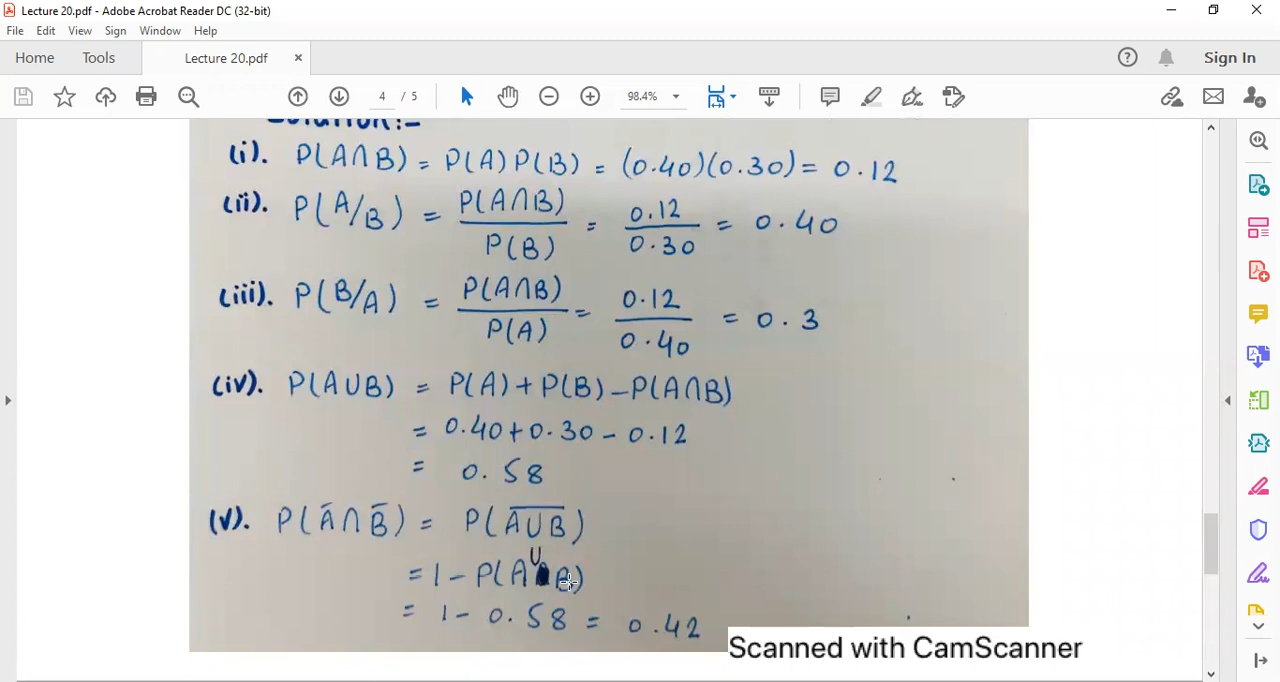 Lecture 20.pdf - Adobe Acrobat Reader DC (32-bit)
File Edit View Sign Window Help
Home Tools Lecture 20.pdf × Sign In
4 / 5 98.4%
Solution:-
(i). P(A∩B) = P(A) P(B) = (0.40)(0.30) = 0.12
(ii). P(A/B) = P(A∩B) / P(B) = 0.12 / 0.30 = 0.40
(iii). P(B/A) = P(A∩B) / P(A) = 0.12 / 0.40 = 0.3
(iv). P(A∪B) = P(A) + P(B) - P(A∩B)
= 0.40 + 0.30 - 0.12
= 0.58
(v). P(Ā∩B̅) = P(A̅∪̅B̅)
= 1 - P(A∪B)
= 1 - 0.58 = 0.42
Scanned with CamScanner